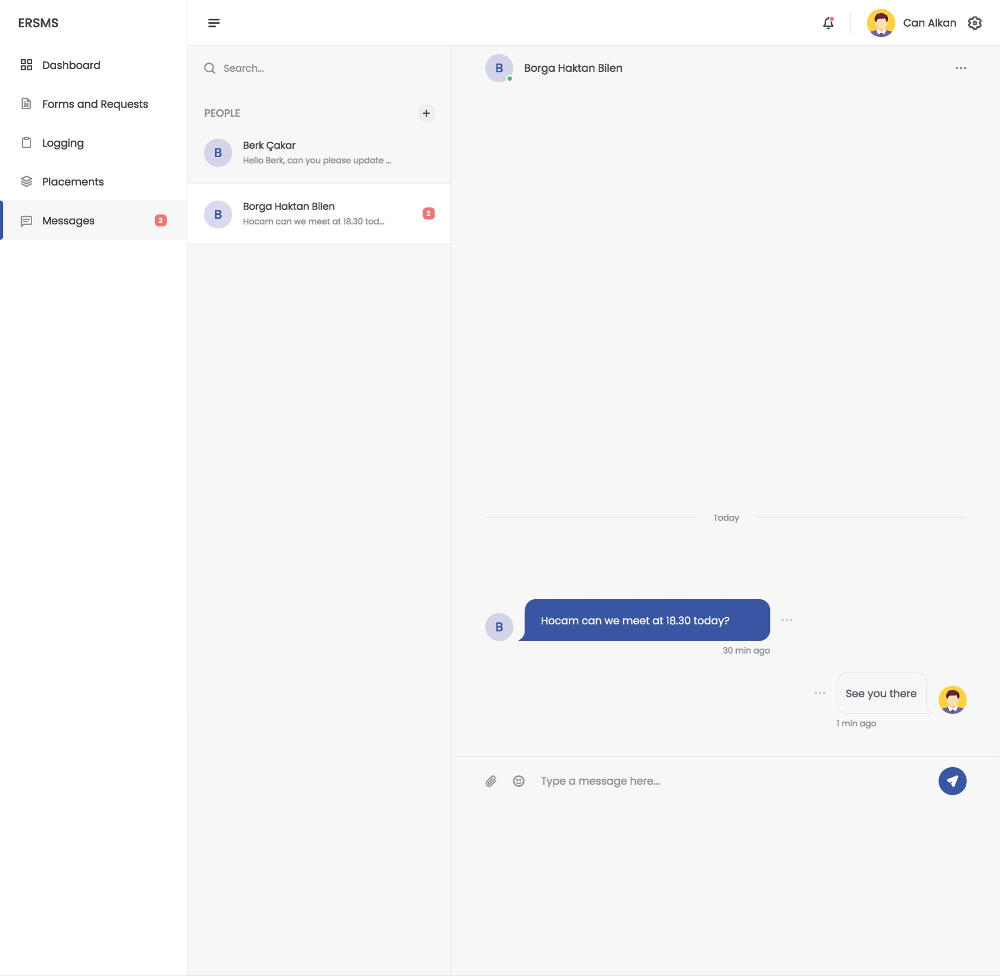 ERSMS
Can Alkan
Dashboard
Forms and Requests
Logging
Placements
Messages 2
Search...
PEOPLE +
B
Berk Çakar
Hello Berk, can you please update ...
B
Borga Haktan Bilen
Hocam can we meet at 18.30 tod...
2
B
Borga Haktan Bilen
Today
B
Hocam can we meet at 18.30 today?
30 min ago
See you there
1 min ago
Type a message here...